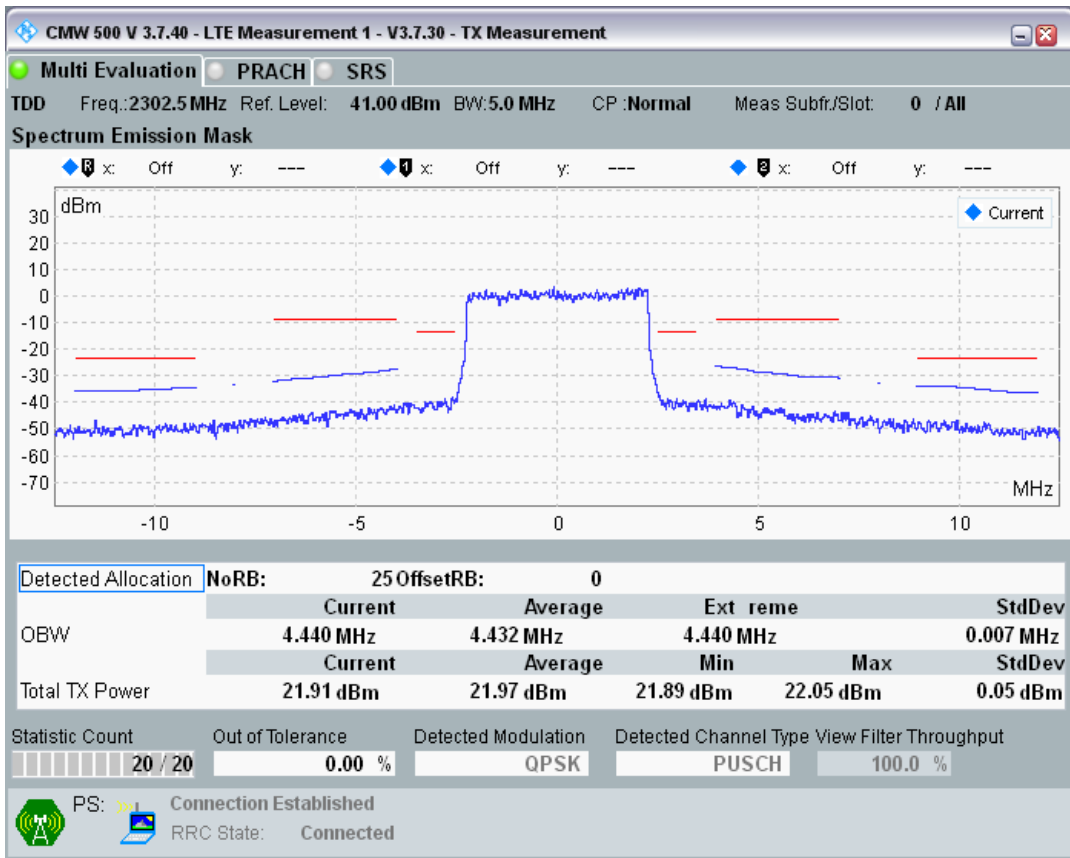 CMW 500 V 3.7.40 - LTE Measurement 1 - V3.7.30 - TX Measurement
Multi Evaluation PRACH SRS
TDD Freq.:2302.5 MHz Ref. Level: 41.00 dBm BW:5.0 MHz CP :Normal Meas Subfr./Slot: 0 / All
Spectrum Emission Mask
R x: Off y: --- 1 x: Off y: --- 2 x: Off y: ---
dBm
Current
30
20
10
0
-10
-20
-30
-40
-50
-60
-70
MHz
-10 -5 0 5 10
Detected Allocation NoRB: 25 OffsetRB: 0
Current Average Ext reme StdDev
OBW 4.440 MHz 4.432 MHz 4.440 MHz 0.007 MHz
Current Average Min Max StdDev
Total TX Power 21.91 dBm 21.97 dBm 21.89 dBm 22.05 dBm 0.05 dBm
Statistic Count Out of Tolerance Detected Modulation Detected Channel Type View Filter Throughput
20 / 20 0.00 % QPSK PUSCH 100.0 %
PS: Connection Established
RRC State: Connected